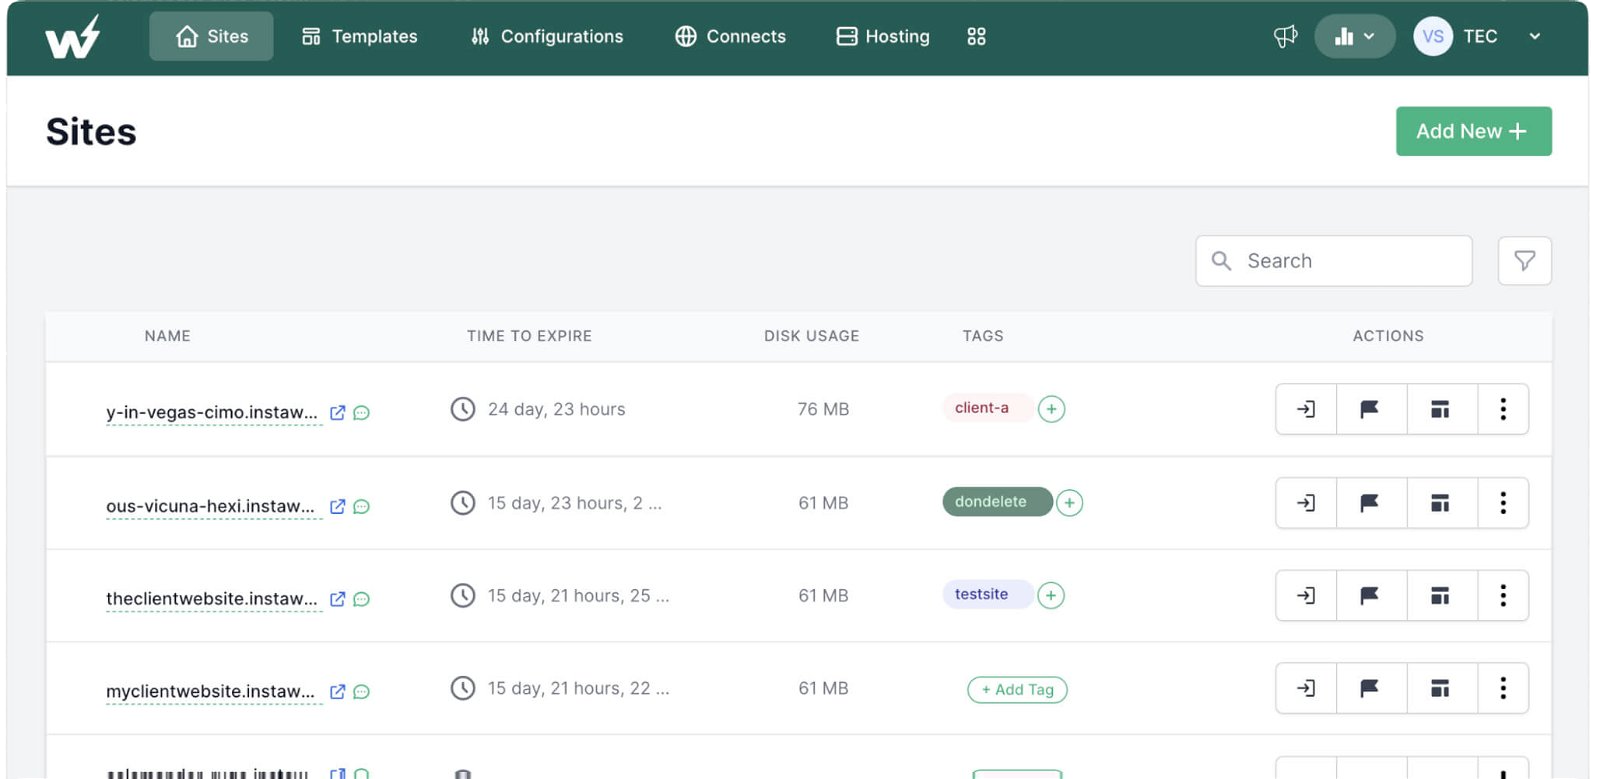 Sites Templates Configurations Connects Hosting VS TEC
Sites
Add New
Search
NAME TIME TO EXPIRE DISK USAGE TAGS ACTIONS
y-in-vegas-cimo.instaw... 24 day, 23 hours 76 MB client-a
ous-vicuna-hexi.instaw... 15 day, 23 hours, 2 ... 61 MB dondelete
theclientwebsite.instaw... 15 day, 21 hours, 25 ... 61 MB testsite
myclientwebsite.instaw... 15 day, 21 hours, 22 ... 61 MB + Add Tag